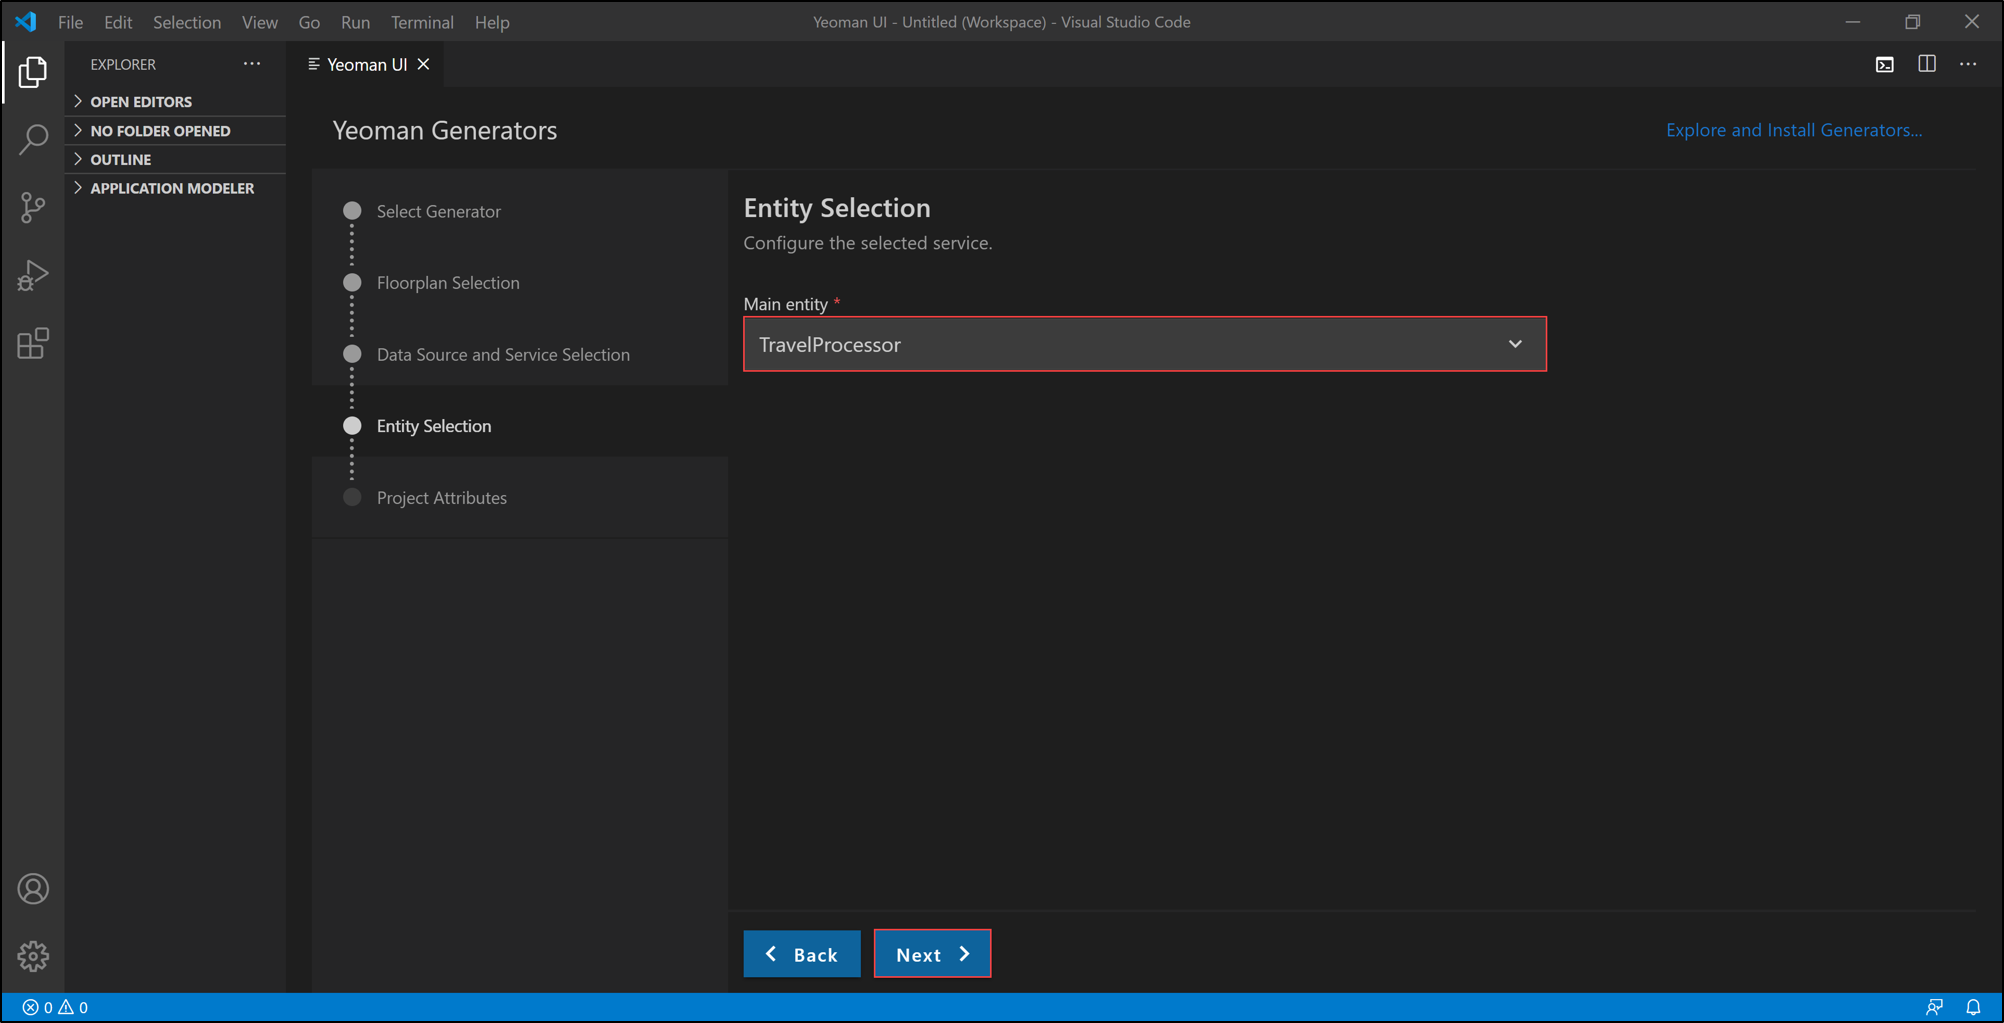 File Edit Selection View Go Run Terminal Help
Yeoman UI - Untitled (Workspace) - Visual Studio Code
EXPLORER
Yeoman UI
OPEN EDITORS
NO FOLDER OPENED
OUTLINE
APPLICATION MODELER
Yeoman Generators
Explore and Install Generators...
Select Generator
Floorplan Selection
Data Source and Service Selection
Entity Selection
Project Attributes
Entity Selection
Configure the selected service.
Main entity *
TravelProcessor
Back
Next
0 0